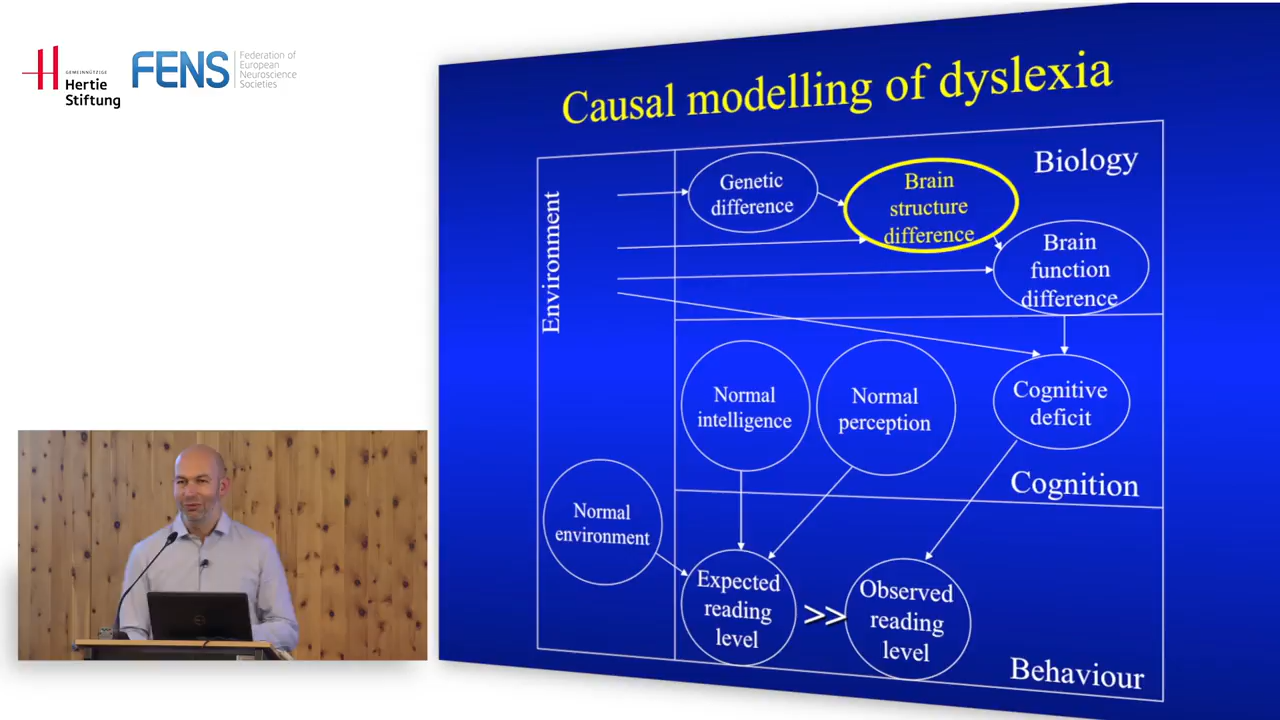 GEMEINNÜTZIGE
Hertie
Stiftung
FENS
Federation of
European
Neuroscience
Societies
Causal modelling of dyslexia
Environment
Biology
Genetic
difference
Brain
structure
difference
Brain
function
difference
Normal
intelligence
Normal
perception
Cognitive
deficit
Cognition
Normal
environment
Expected
reading
level
>>
Observed
reading
level
Behaviour